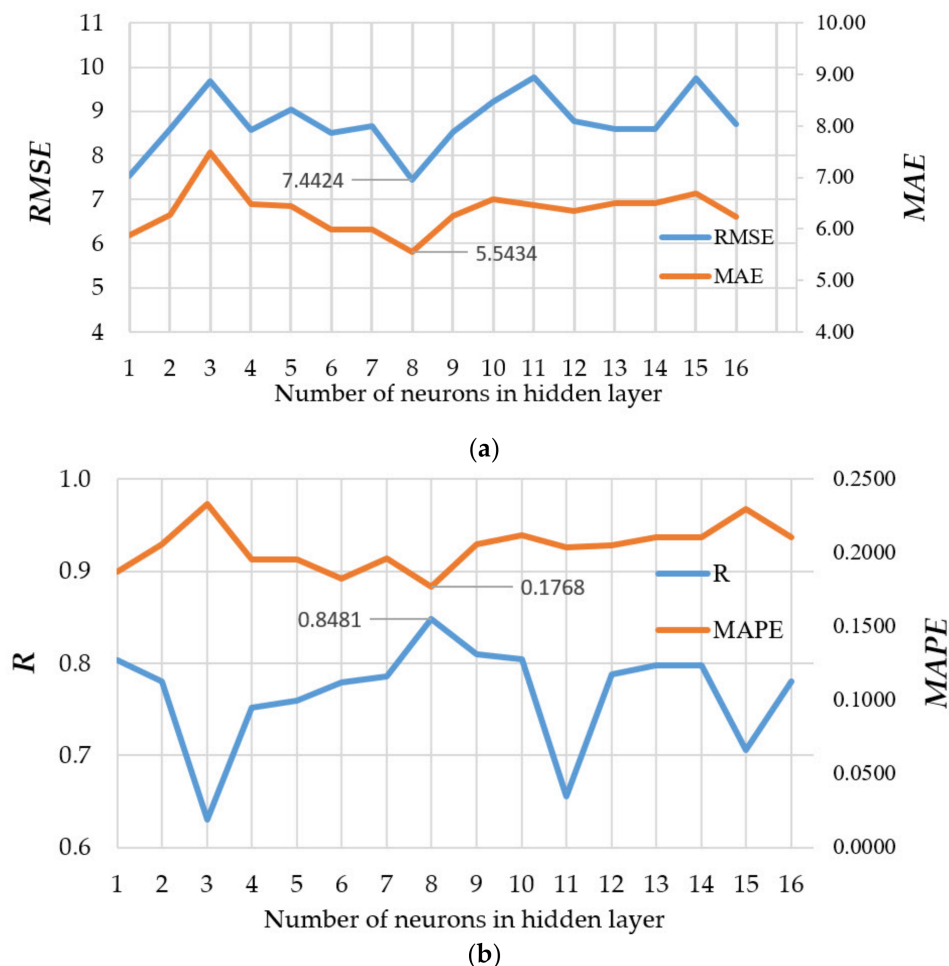 11
10
9
8
7
6
5
4
RMSE
10.00
9.00
8.00
7.00
6.00
5.00
4.00
MAE
7.4424
5.5434
RMSE
MAE
1 2 3 4 5 6 7 8 9 10 11 12 13 14 15 16
Number of neurons in hidden layer
(a)
1.0
0.9
0.8
0.7
0.6
R
0.2500
0.2000
0.1500
0.1000
0.0500
0.0000
MAPE
0.1768
0.8481
R
MAPE
1 2 3 4 5 6 7 8 9 10 11 12 13 14 15 16
Number of neurons in hidden layer
(b)